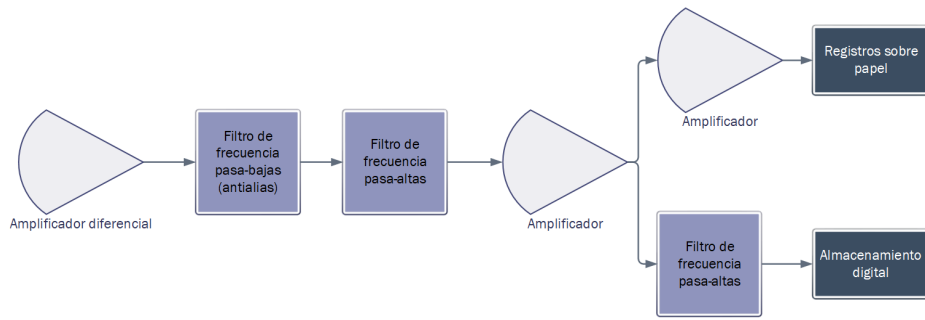 Amplificador diferencial
Filtro de
frecuencia
pasa-bajas
(antialias)
Filtro de
frecuencia
pasa-altas
Amplificador
Amplificador
Registros sobre
papel
Filtro de
frecuencia
pasa-altas
Almacenamiento
digital